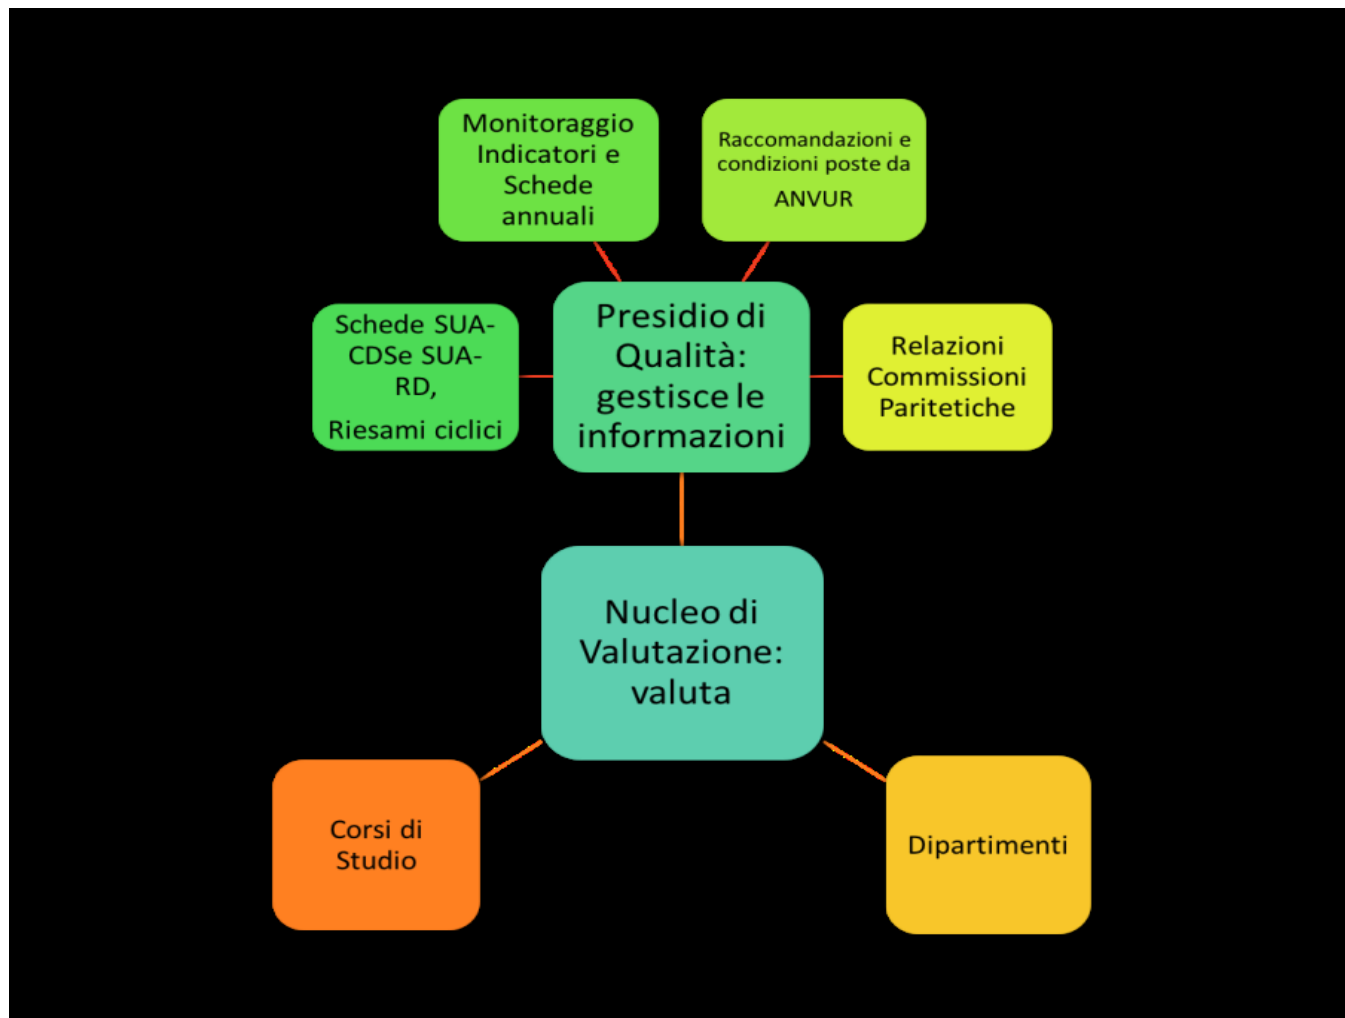 Monitoraggio
Indicatori e
Schede
annuali
Raccomandazioni e
condizioni poste da
ANVUR
Schede SUA-
CDSe SUA-
RD,
Riesami ciclici
Presidio di
Qualità:
gestisce le
informazioni
Relazioni
Commissioni
Paritetiche
Nucleo di
Valutazione:
valuta
Corsi di
Studio
Dipartimenti